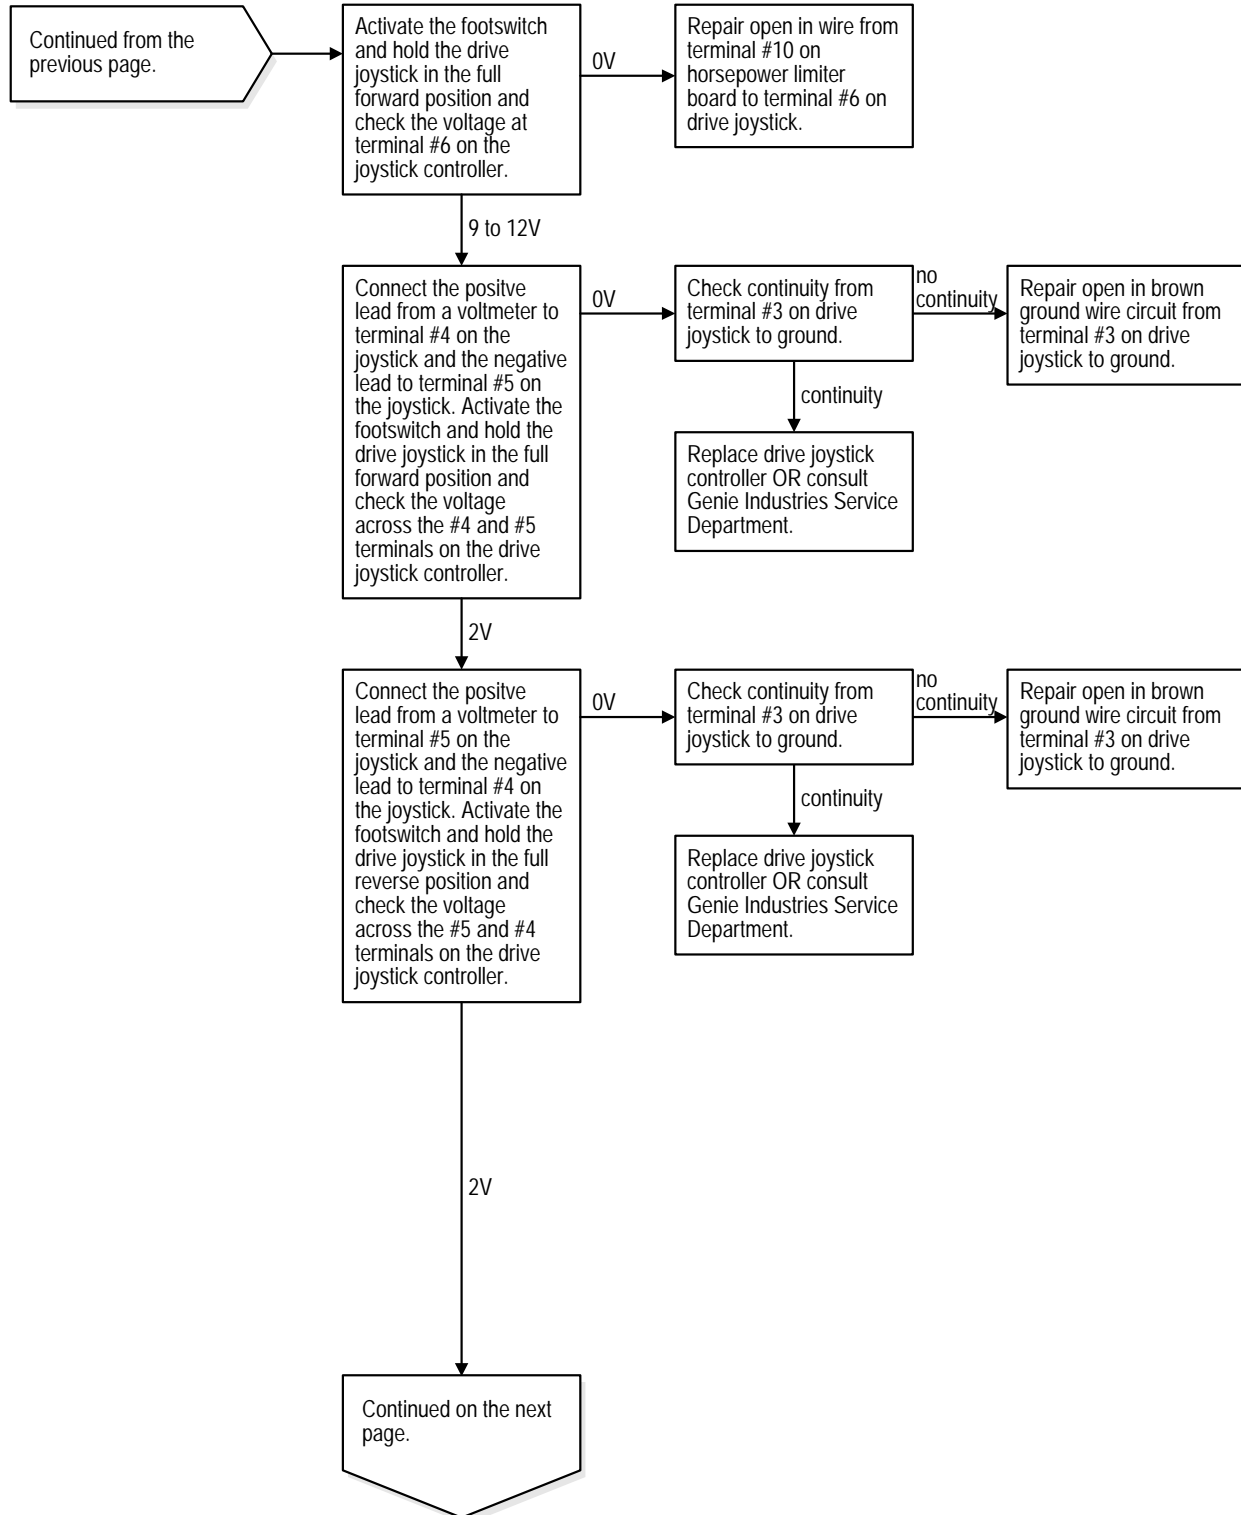 Continued from the
previous page.
Activate the footswitch
and hold the drive
joystick in the full
forward position and
check the voltage at
terminal #6 on the
joystick controller.
0V
Repair open in wire from
terminal #10 on
horsepower limiter
board to terminal #6 on
drive joystick.
9 to 12V
Connect the positve
lead from a voltmeter to
terminal #4 on the
joystick and the negative
lead to terminal #5 on
the joystick. Activate the
footswitch and hold the
drive joystick in the full
forward position and
check the voltage
across the #4 and #5
terminals on the drive
joystick controller.
0V
Check continuity from
terminal #3 on drive
joystick to ground.
no
continuity
Repair open in brown
ground wire circuit from
terminal #3 on drive
joystick to ground.
continuity
Replace drive joystick
controller OR consult
Genie Industries Service
Department.
2V
Connect the positve
lead from a voltmeter to
terminal #5 on the
joystick and the negative
lead to terminal #4 on
the joystick. Activate the
footswitch and hold the
drive joystick in the full
reverse position and
check the voltage
across the #5 and #4
terminals on the drive
joystick controller.
0V
Check continuity from
terminal #3 on drive
joystick to ground.
no
continuity
Repair open in brown
ground wire circuit from
terminal #3 on drive
joystick to ground.
continuity
Replace drive joystick
controller OR consult
Genie Industries Service
Department.
2V
Continued on the next
page.